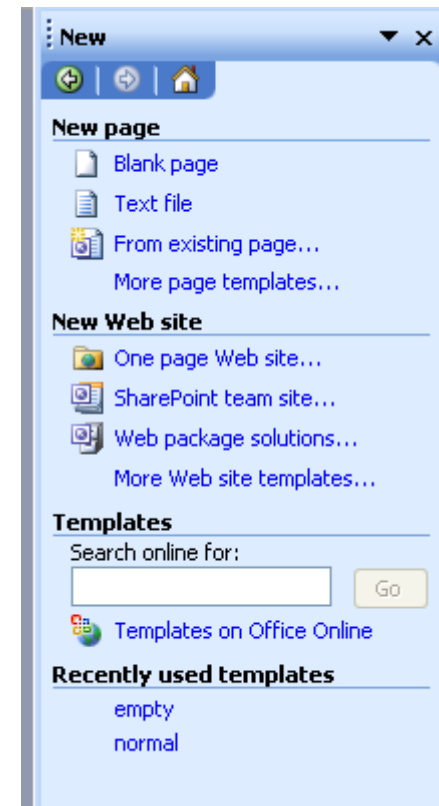 New
New page
Blank page
Text file
From existing page...
More page templates...
New Web site
One page Web site...
SharePoint team site...
Web package solutions...
More Web site templates...
Templates
Search online for:
Go
Templates on Office Online
Recently used templates
empty
normal